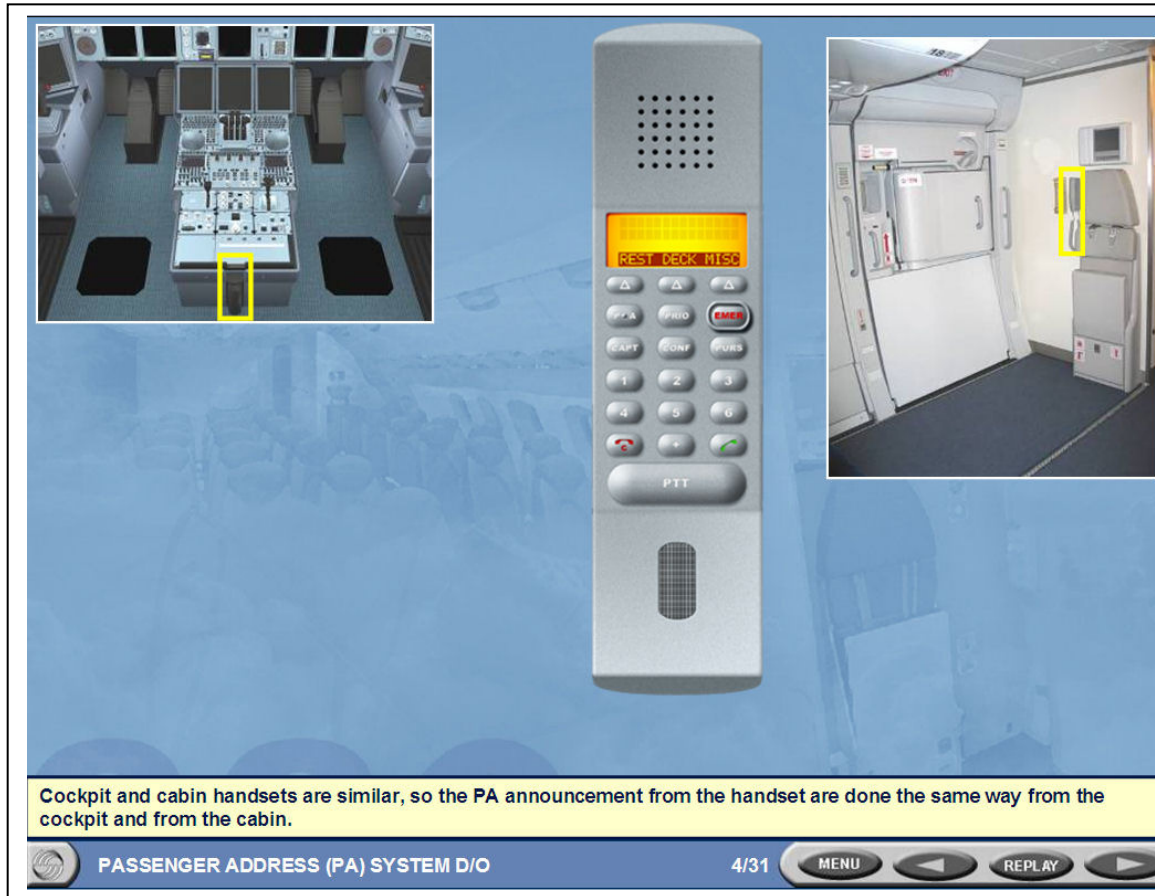 REST DECK MISC
PRIO EMER
CAPT CONF PURS
1 2 3
4 5 6
C + 
PTT
Cockpit and cabin handsets are similar, so the PA announcement from the handset are done the same way from the
cockpit and from the cabin.
PASSENGER ADDRESS (PA) SYSTEM D/O 4/31 MENU REPLAY